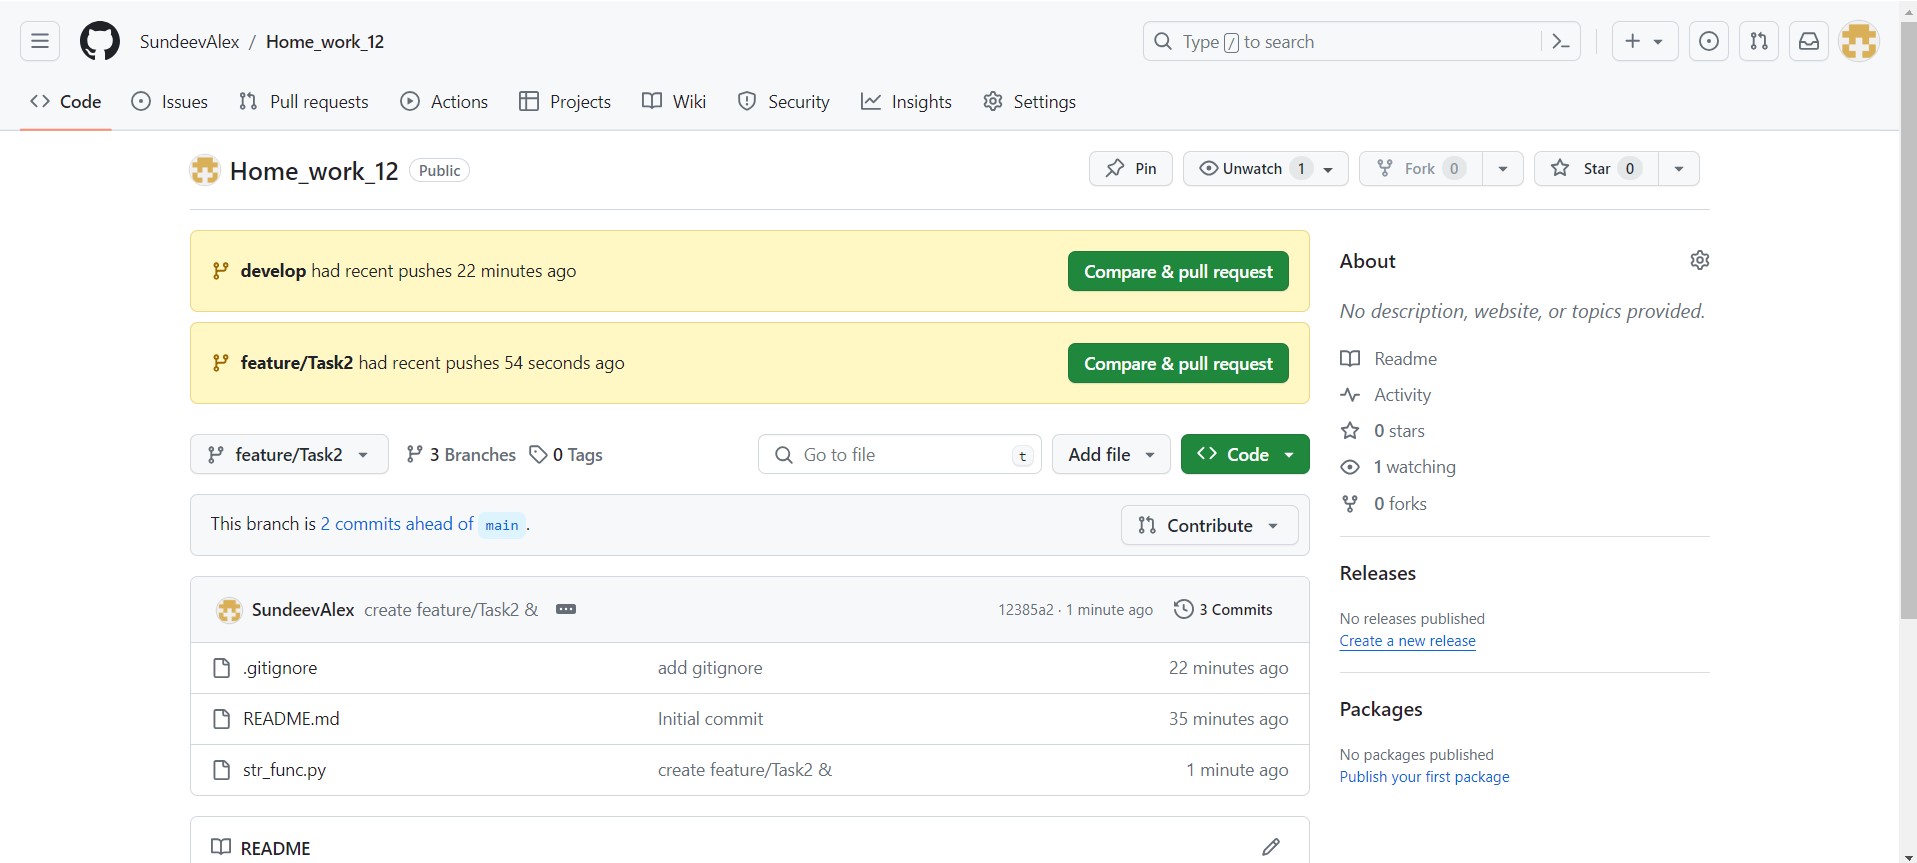 SundeevAlex / Home_work_12
Type / to search
Code Issues Pull requests Actions Projects Wiki Security Insights Settings
Home_work_12 Public
Pin Unwatch 1 Fork 0 Star 0
develop had recent pushes 22 minutes ago
Compare & pull request
feature/Task2 had recent pushes 54 seconds ago
Compare & pull request
feature/Task2 3 Branches 0 Tags Go to file t Add file Code
This branch is 2 commits ahead of main .
Contribute
SundeevAlex create feature/Task2 & 12385a2 · 1 minute ago 3 Commits
.gitignore add gitignore 22 minutes ago
README.md Initial commit 35 minutes ago
str_func.py create feature/Task2 & 1 minute ago
README
About
No description, website, or topics provided.
Readme
Activity
0 stars
1 watching
0 forks
Releases
No releases published
Create a new release
Packages
No packages published
Publish your first package